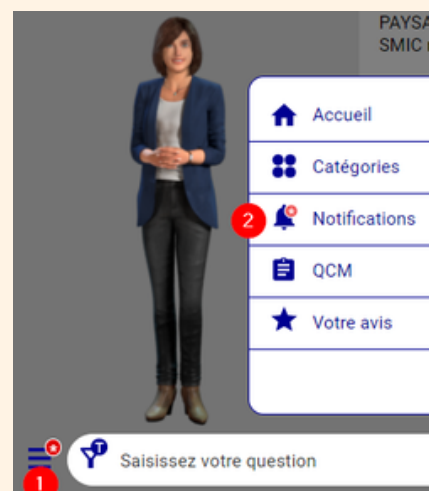 PAYSA
SMIC
Accueil
Catégories
2
Notifications
QCM
Votre avis
T
Saisissez votre question
1